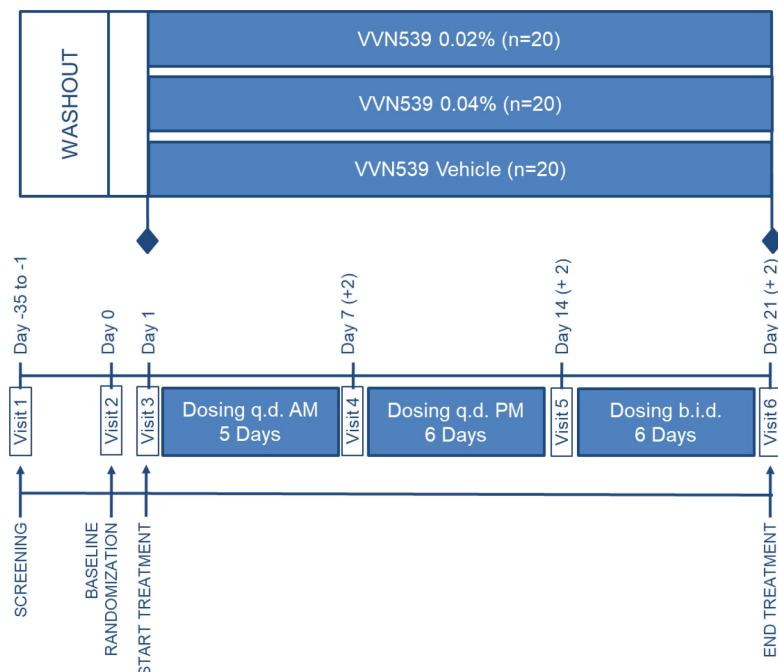 WASHOUT
VVN539 0.02% (n=20)
VVN539 0.04% (n=20)
VVN539 Vehicle (n=20)
Day -35 to -1
Day 0
Day 1
Day 7 (+2)
Day 14 (+ 2)
Day 21 (+ 2)
Visit 1
Visit 2
Visit 3
Dosing q.d. AM
5 Days
Visit 4
Dosing q.d. PM
6 Days
Visit 5
Dosing b.i.d.
6 Days
Visit 6
SCREENING
BASELINE
RANDOMIZATION
START TREATMENT
END TREATMENT